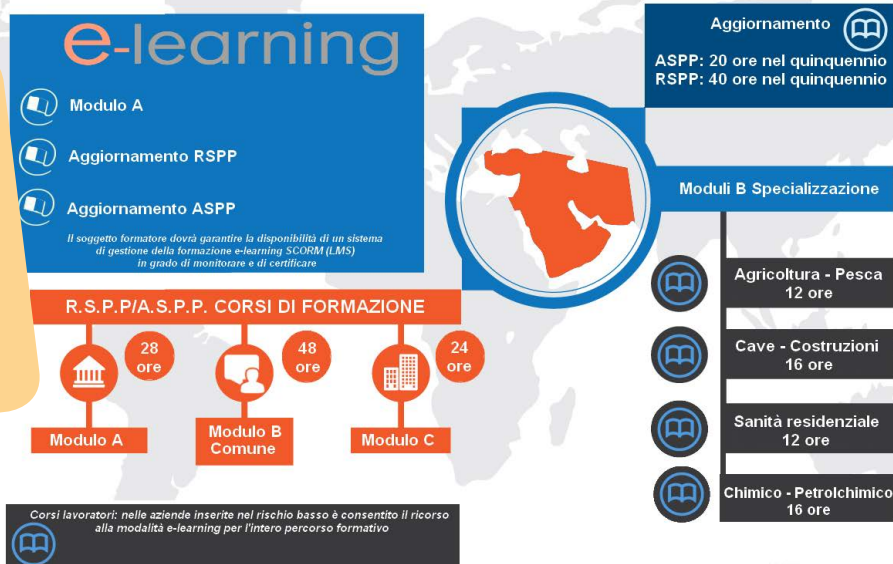 e-learning
Modulo A
Aggiornamento RSPP
Aggiornamento ASPP
Il soggetto formatore dovrà garantire la disponibilità di un sistema
di gestione della formazione e-learning SCORM (LMS)
in grado di monitorare e di certificare
Aggiornamento
ASPP: 20 ore nel quinquennio
RSPP: 40 ore nel quinquennio
Moduli B Specializzazione
Agricoltura - Pesca
12 ore
Cave - Costruzioni
16 ore
Sanità residenziale
12 ore
Chimico - Petrolchimico
16 ore
R.S.P.P/A.S.P.P. CORSI DI FORMAZIONE
28
ore
48
ore
24
ore
Modulo A
Modulo B
Comune
Modulo C
Corsi lavoratori: nelle aziende inserite nel rischio basso è consentito il ricorso
alla modalità e-learning per l'intero percorso formativo